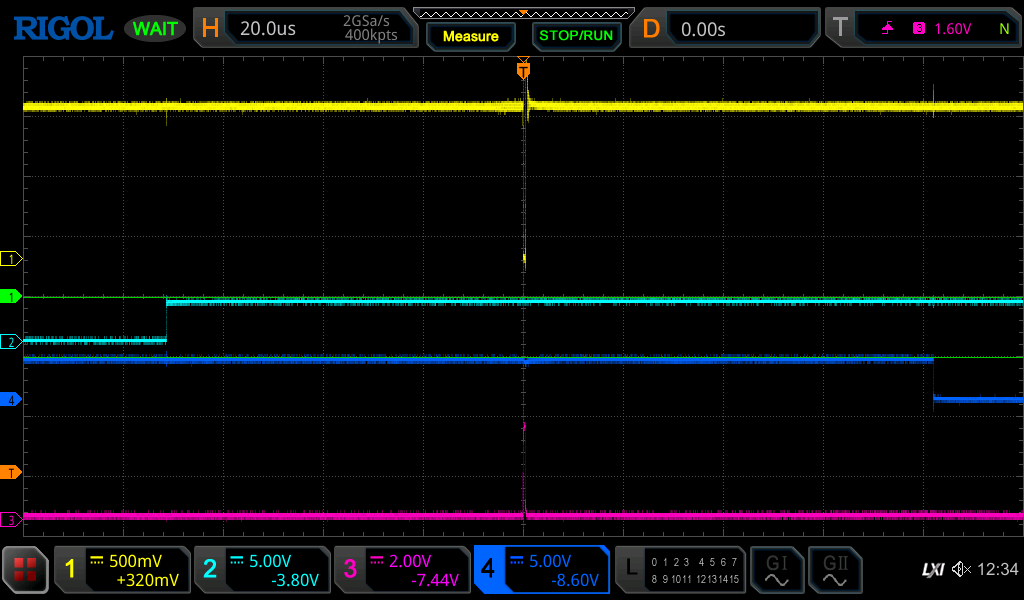 RIGOL WAIT H 20.0us 2GSa/s D 0.00s T 3 1.60V N
400kpts
Measure STOP/RUN
T
1
1
2
4
T
3
1 500mV 2 5.00V 3 2.00V 4 5.00V L 0 1 2 3 4 5 6 7 GI GII LXI 12:34
+320mV -3.80V -7.44V -8.60V 8 9 10 11 12 13 14 15